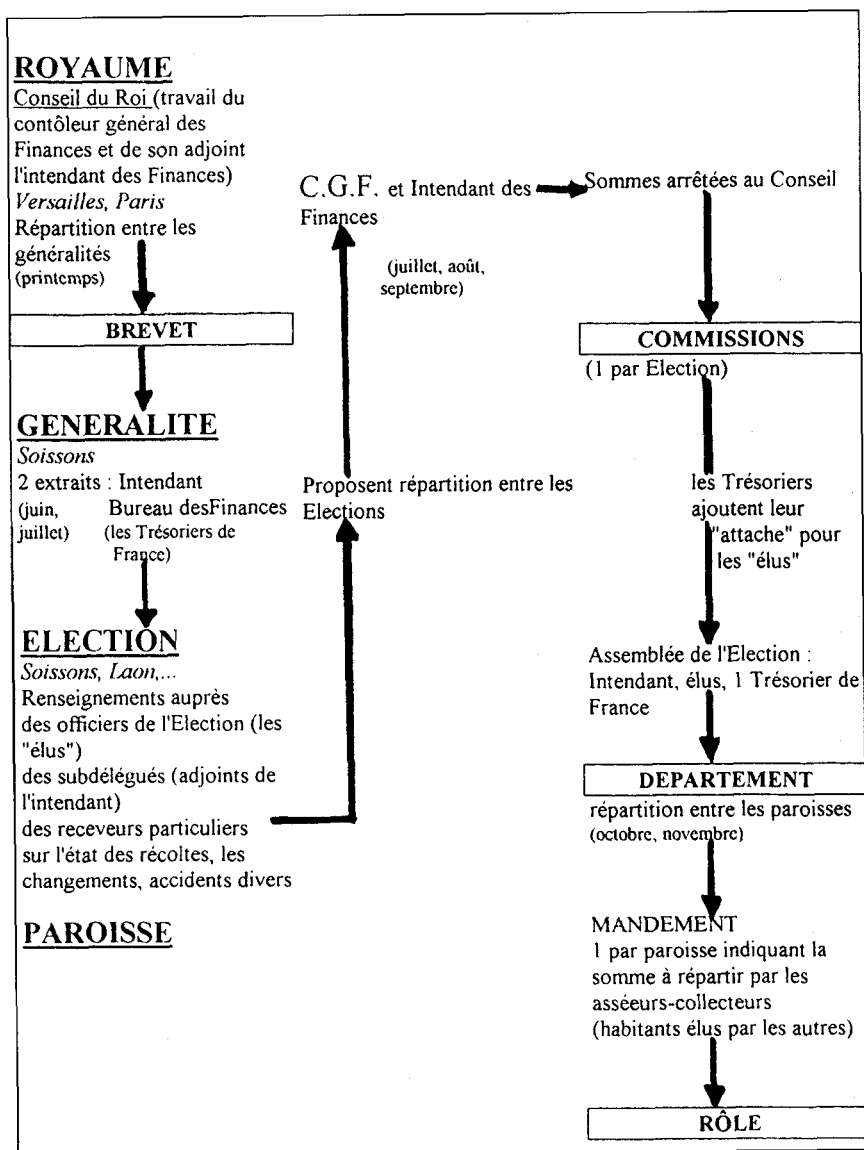 ROYAUME
Conseil du Roi (travail du
contôleur général des
Finances et de son adjoint
l'intendant des Finances)
Versailles, Paris
Répartition entre les
généralités
(printemps)
BREVET
GENERALITE
Soissons
2 extraits : Intendant
(juin, Bureau desFinances
juillet) (les Trésoriers de
France)
ELECTION
Soissons, Laon,...
Renseignements auprès
des officiers de l'Election (les
"élus")
des subdélégués (adjoints de
l'intendant)
des receveurs particuliers
sur l'état des récoltes, les
changements, accidents divers
PAROISSE
C.G.F. et Intendant des
Finances
(juillet, août,
septembre)
Proposent répartition entre les
Elections
Sommes arrêtées au Conseil
COMMISSIONS
(1 par Election)
les Trésoriers
ajoutent leur
"attache" pour
les "élus"
Assemblée de l'Election :
Intendant, élus, 1 Trésorier de
France
DEPARTEMENT
répartition entre les paroisses
(octobre, novembre)
MANDEMENT
1 par paroisse indiquant la
somme à répartir par les
asséeurs-collecteurs
(habitants élus par les autres)
RÔLE